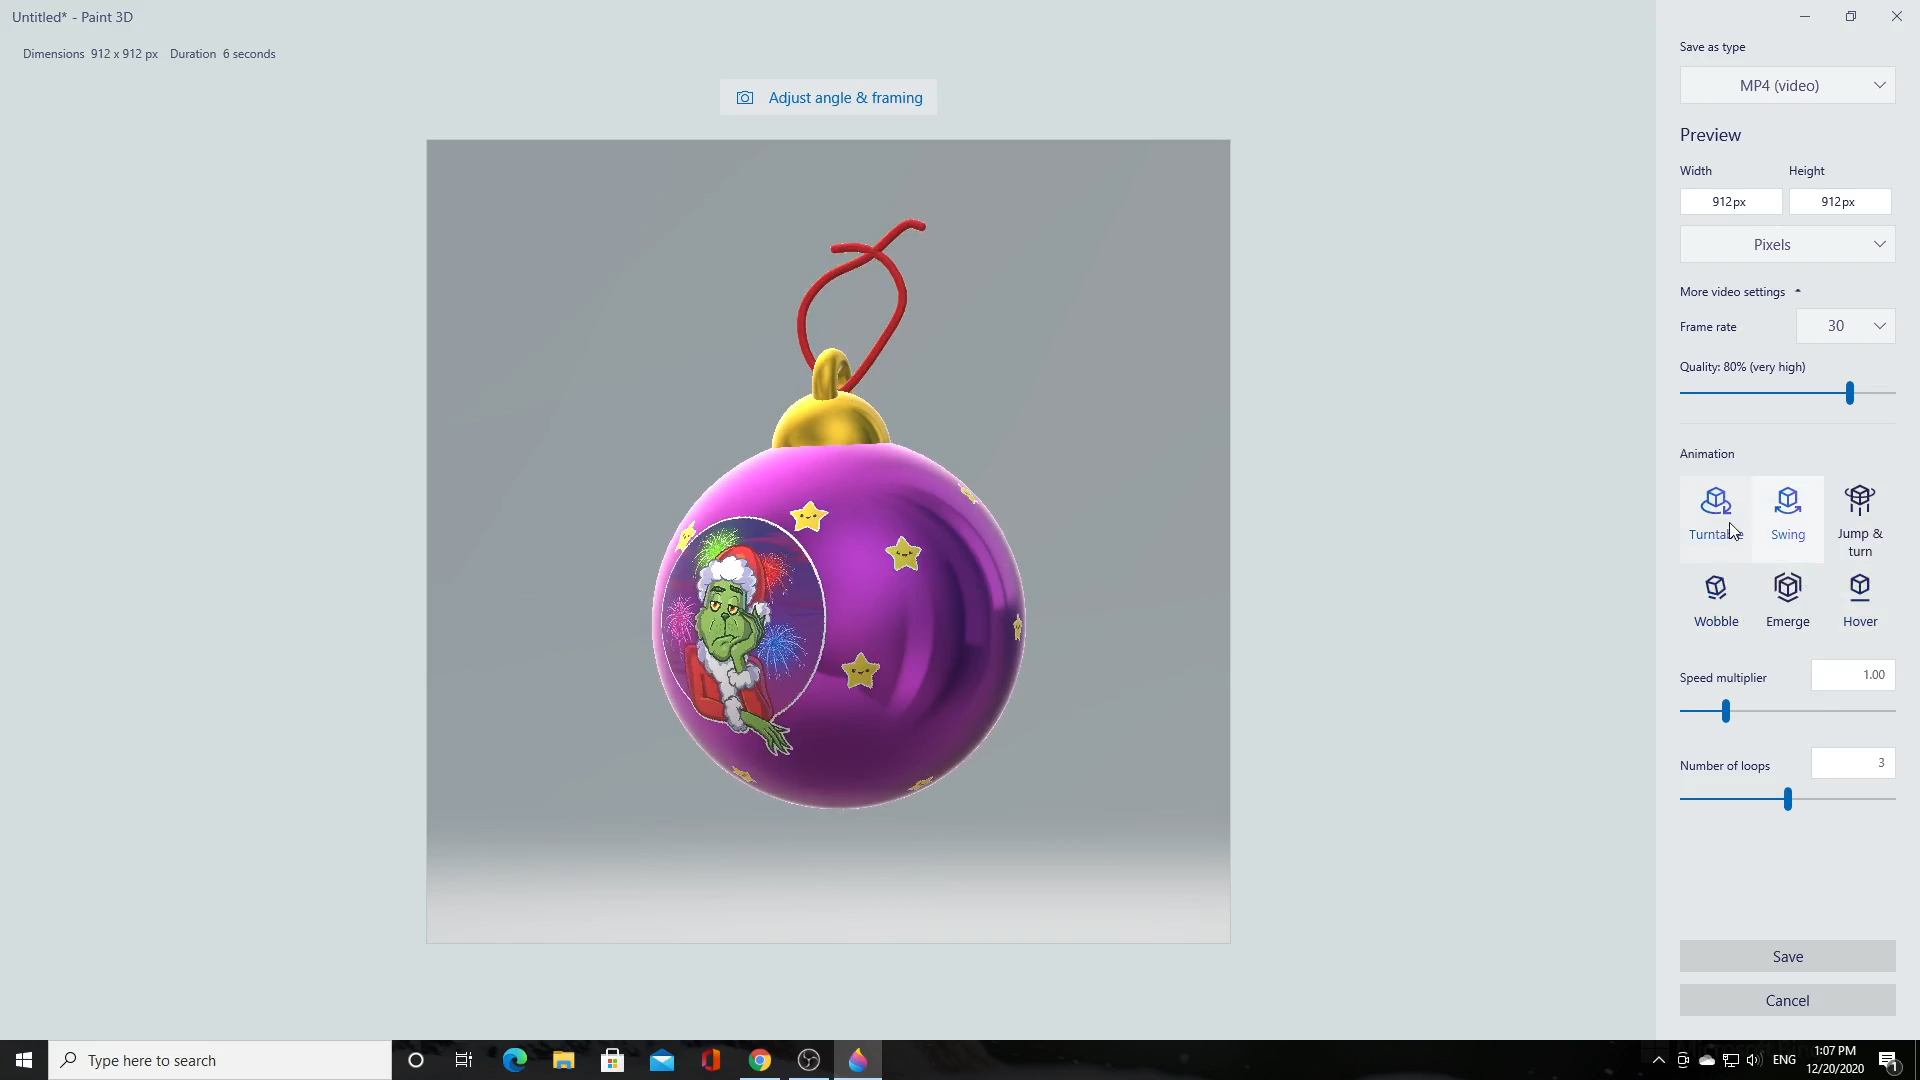 Untitled* - Paint 3D
Dimensions 912 x 912 px Duration 6 seconds
Adjust angle & framing
Save as type
MP4 (video)
Preview
Width Height
912px 912px
Pixels
More video settings
Frame rate 30
Quality: 80% (very high)
Animation
Turntable Swing Jump &
turn
Wobble Emerge Hover
Speed multiplier 1.00
Number of loops 3
Save
Cancel
Type here to search
ENG
1:07 PM
12/20/2020
1